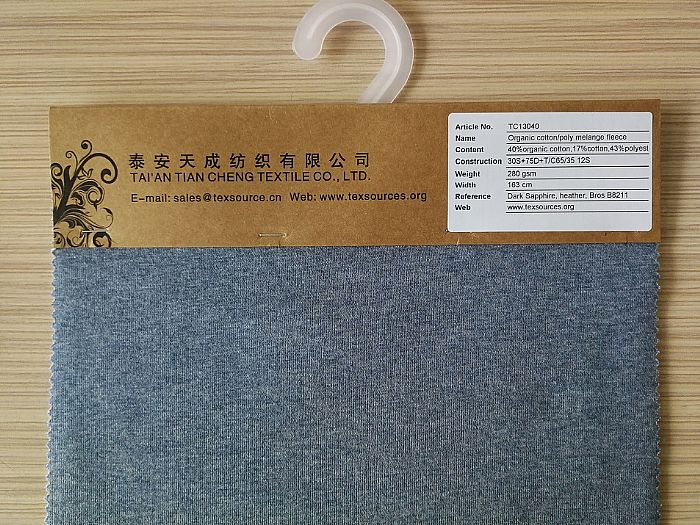 泰安天成纺织有限公司
TAI'AN TIAN CHENG TEXTILE CO., LTD.
E-mail: sales@texsource.cn Web: www.texsources.org
Article No. TC13040
Name Organic cotton/poly melange fleece
Content 40%organic cotton,17%cotton,43%polyest
Construction 30S+75D+T/C65/35 12S
Weight 280 gsm
Width 163 cm
Reference Dark Sapphire, heather, Bros B8211
Web www.texsources.org